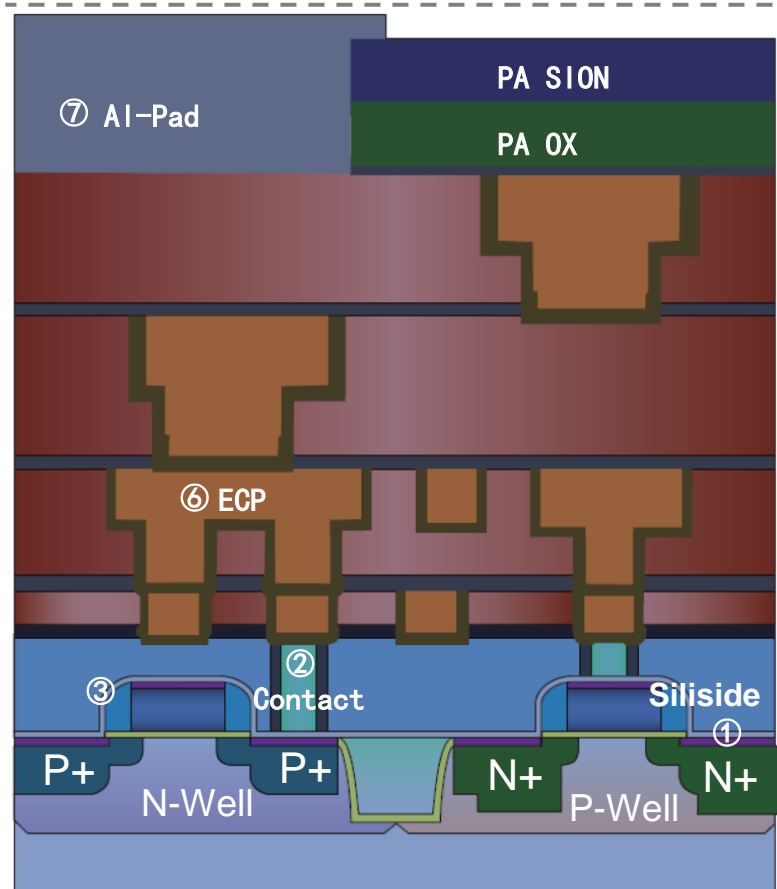 PA SION
⑦ Al-Pad
PA OX
⑥ ECP
②
③
Contact
Siliside
①
P+
P+
N+
N+
N-Well
P-Well